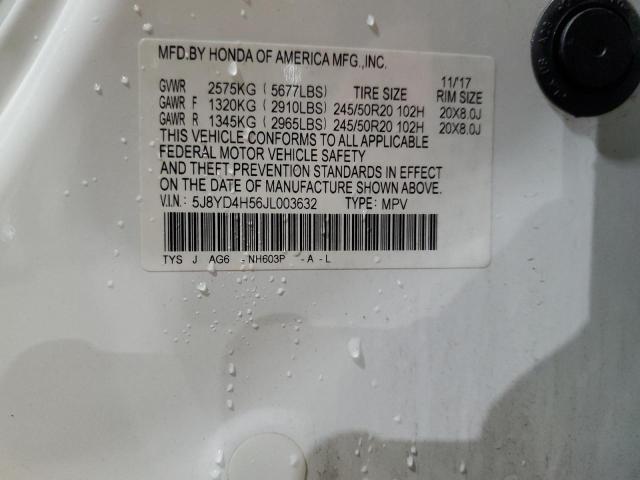 MFD.BY HONDA OF AMERICA MFG.,INC.
11/'17
GVWR 2575KG (5677LBS) TIRE SIZE RIM SIZE
GAWR F 1320KG (2910LBS) 245/50R20 102H 20X8.0J
GAWR R 1345KG (2965LBS) 245/50R20 102H 20X8.0J
THIS VEHICLE CONFORMS TO ALL APPLICABLE
FEDERAL MOTOR VEHICLE SAFETY
AND THEFT PREVENTION STANDARDS IN EFFECT
ON THE DATE OF MANUFACTURE SHOWN ABOVE.
V.I.N.: 5J8YD4H56JL003632 TYPE: MPV
TYS J AG6 -NH603P -A-L